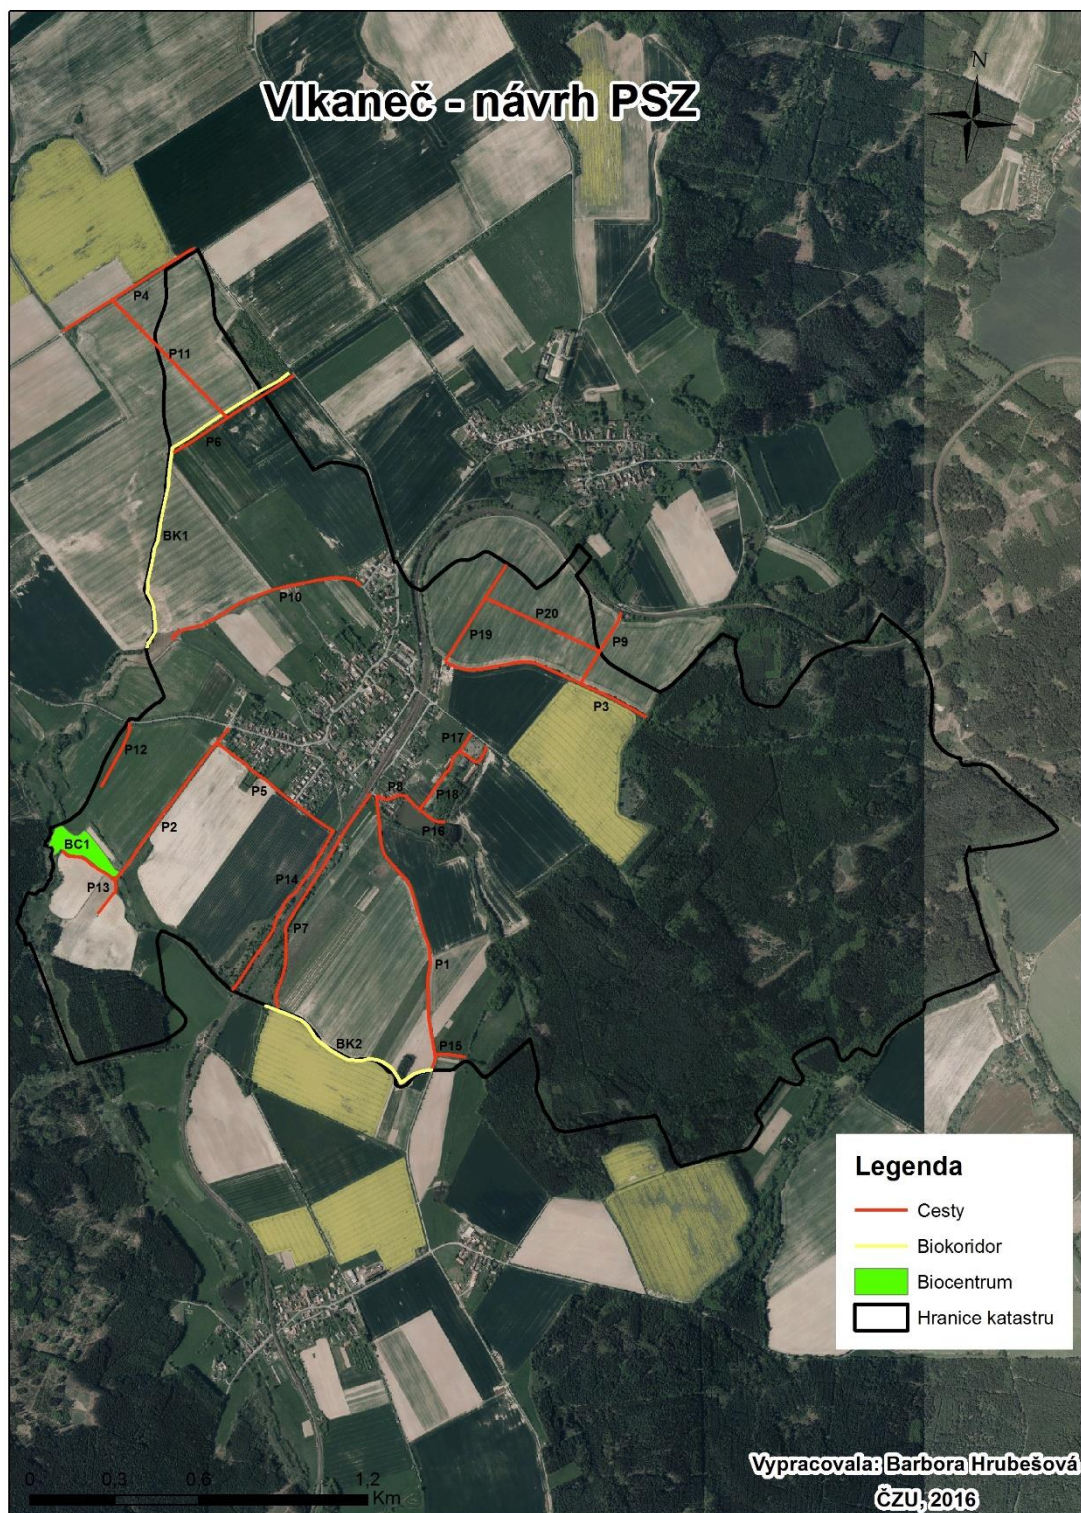 Vlkaneč - návrh PSZ
N
P4
P11
P6
BK1
P10
P20
P19
P9
P3
P12
P17
P5
P8
P18
P2
P16
BC1
P13
P14
P7
P1
BK2
P15
Legenda
Cesty
Biokoridor
Biocentrum
Hranice katastru
0 0,3 0,6 1,2
Km
Vypracovala: Barbora Hrubešová
ČZU, 2016